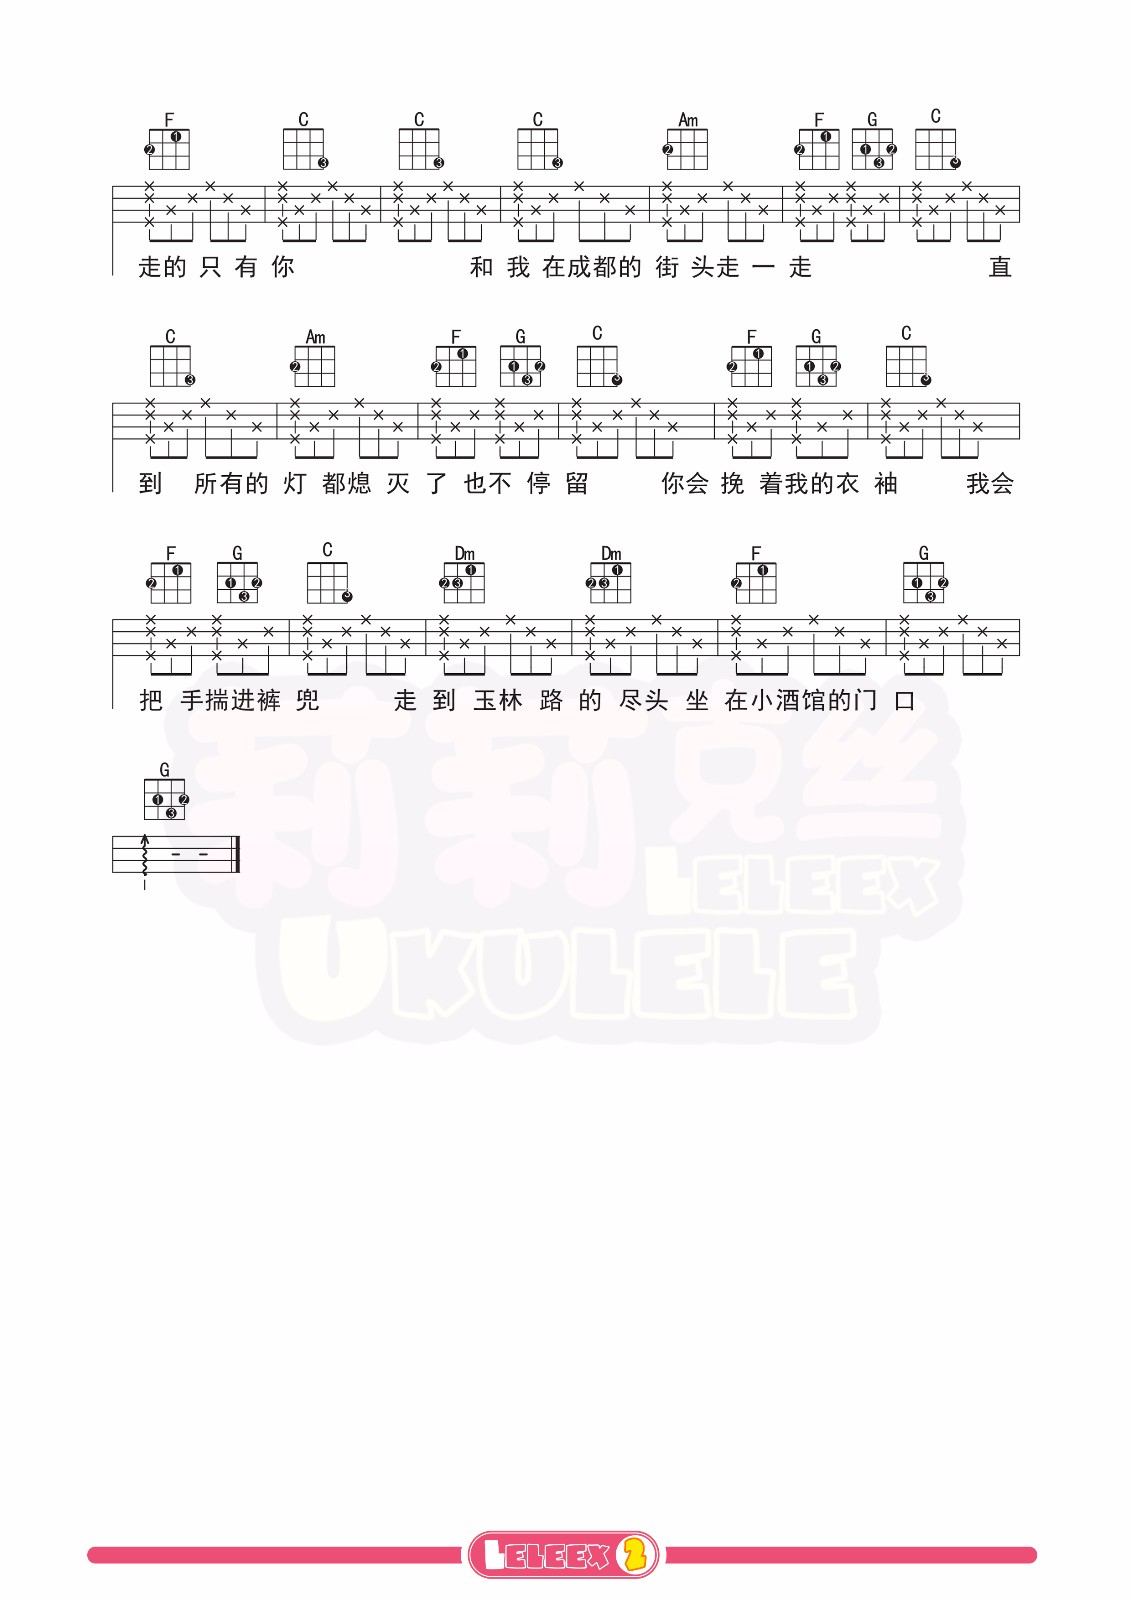 F C C C Am F G C
走的 只 有 你 和 我 在成都的 街 头走 一 走 直
C Am F G C F G C
到 所有的 灯 都熄 灭 了 也不 停 留 你会 挽 着我的衣 袖 我会
F G C Dm Dm F G
把 手揣进裤 兜 走 到 玉林 路 的 尽头 坐 在小酒馆的门 口
G
莉莉克丝
LELEEX
UKULELE
LELEEX 2